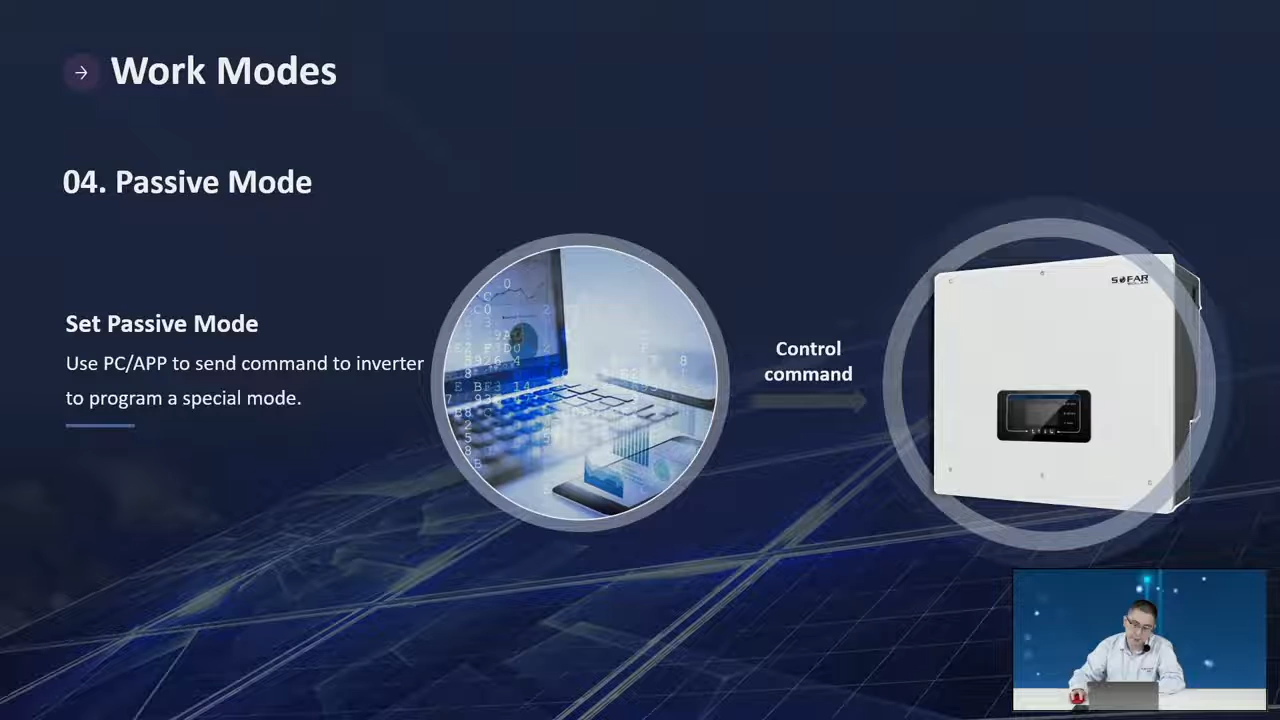 Work Modes
04. Passive Mode
Set Passive Mode
Use PC/APP to send command to inverter
to program a special mode.
Control
command
SOFAR